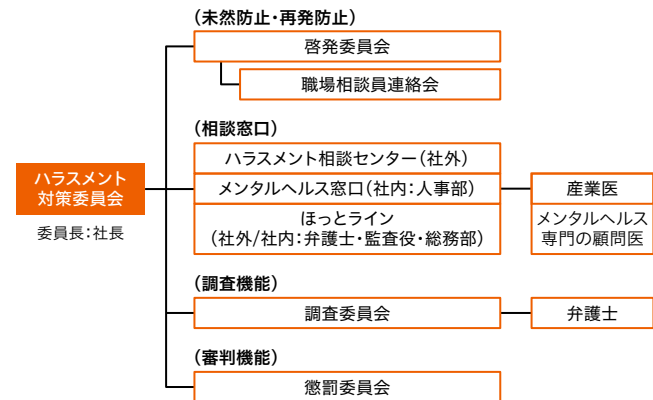 (未然防止・再発防止)
啓発委員会
職場相談員連絡会
(相談窓口)
ハラスメント相談センター(社外)
ハラスメント
対策委員会
委員長:社長
メンタルヘルス窓口(社内:人事部)
産業医
ほっとライン
(社外/社内:弁護士・監査役・総務部)
メンタルヘルス
専門の顧問医
(調査機能)
調査委員会
弁護士
(審判機能)
懲罰委員会